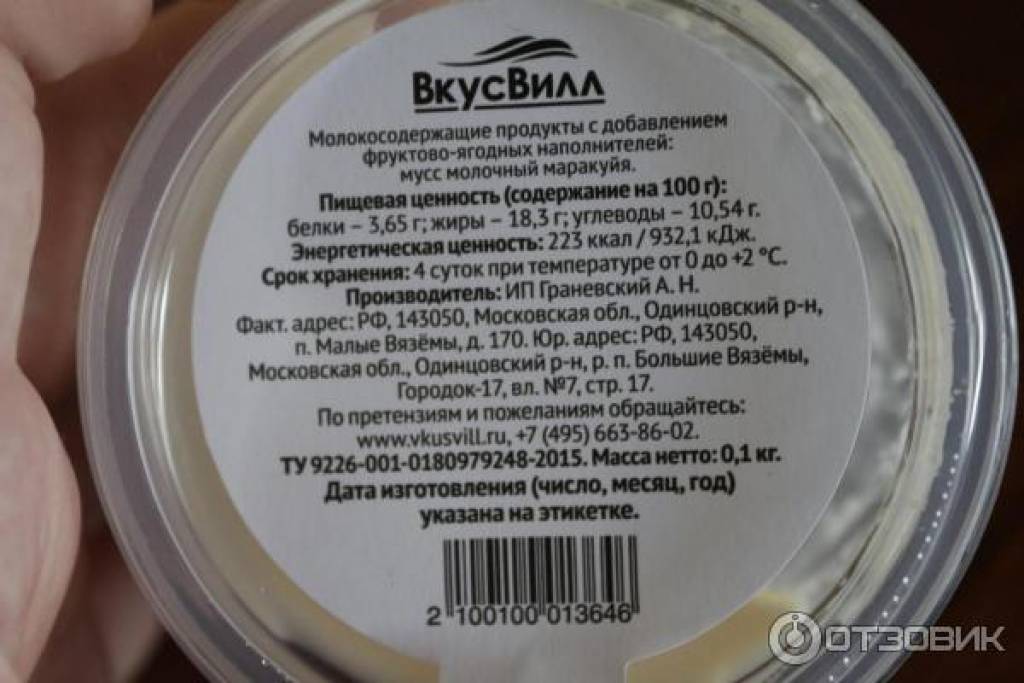 ВкусВилл
Молокосодержащие продукты с добавлением
фруктово-ягодных наполнителей:
мусс молочный маракуйя.
Пищевая ценность (содержание на 100 г):
белки – 3,65 г; жиры – 18,3 г; углеводы – 10,54 г.
Энергетическая ценность: 223 ккал / 932,1 кДж.
Срок хранения: 4 суток при температуре от 0 до +2 °С.
Производитель: ИП Граневский А. Н.
Факт. адрес: РФ, 143050, Московская обл., Одинцовский р-н,
п. Малые Вязёмы, д. 170. Юр. адрес: РФ, 143050,
Московская обл., Одинцовский р-н, р. п. Большие Вязёмы,
Городок-17, вл. №7, стр. 17.
По претензиям и пожеланиям обращайтесь:
www.vkusvill.ru, +7 (495) 663-86-02.
ТУ 9226-001-0180979248-2015. Масса нетто: 0,1 кг.
Дата изготовления (число, месяц, год)
указана на этикетке.
2 100100 013646
ОТЗОВИК